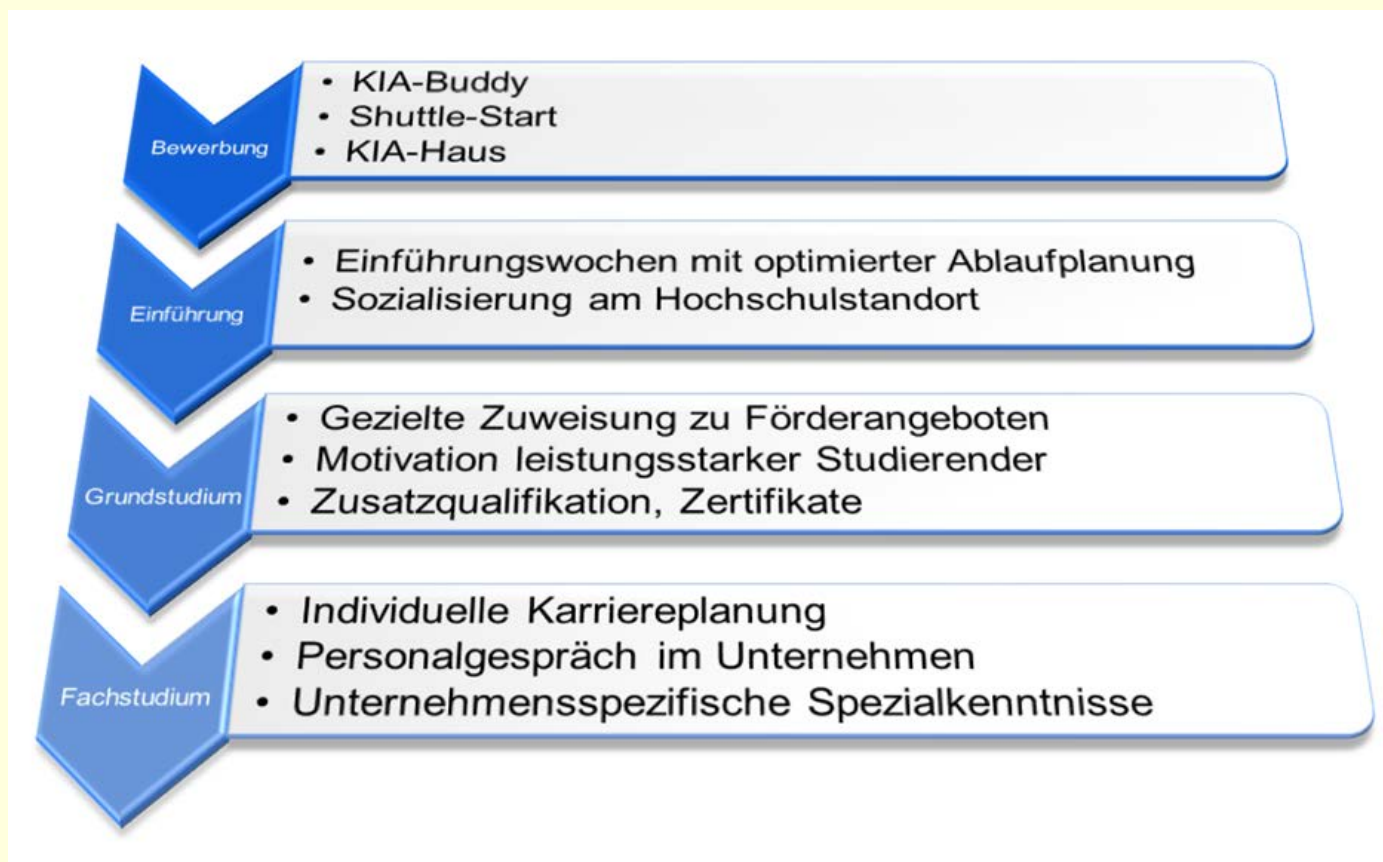 Bewerbung
• KIA-Buddy
• Shuttle-Start
• KIA-Haus
Einführung
• Einführungswochen mit optimierter Ablaufplanung
• Sozialisierung am Hochschulstandort
Grundstudium
• Gezielte Zuweisung zu Förderangeboten
• Motivation leistungsstarker Studierender
• Zusatzqualifikation, Zertifikate
Fachstudium
• Individuelle Karriereplanung
• Personalgespräch im Unternehmen
• Unternehmensspezifische Spezialkenntnisse